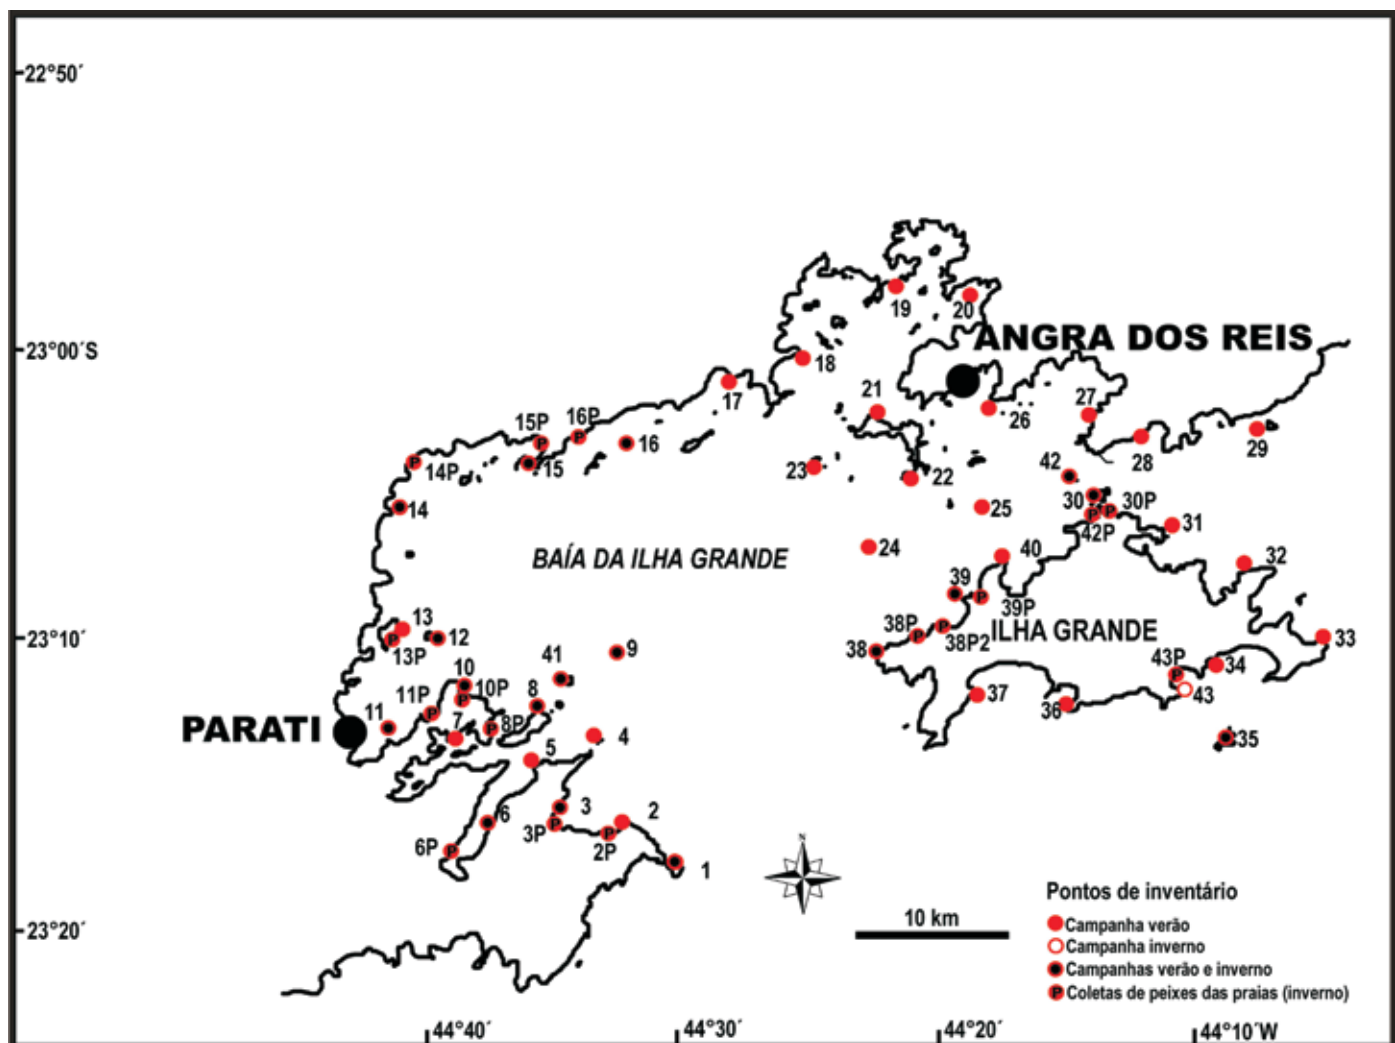 22°50´
19
20
ANGRA DOS REIS
23°00´S
18
17
21
26
27
28
29
15P
16P
16
15
14P
23
22
42
14
25
30
30P
42P
31
BAÍA DA ILHA GRANDE
24
40
32
39
39P
13
12
13P
23°10´
38P
38P2
ILHA GRANDE
33
9
41
38
43P
34
10
10P
11P
8
37
43
11
7
8P
36
PARATI
4
35
5
3
2
6
3P
2P
6P
1
N
Pontos de inventário
10 km
Campanha verão
23°20´
Campanha inverno
Campanhas verão e inverno
P Coletas de peixes das praias (inverno)
44°40´
44°30´
44°20´
44°10´W